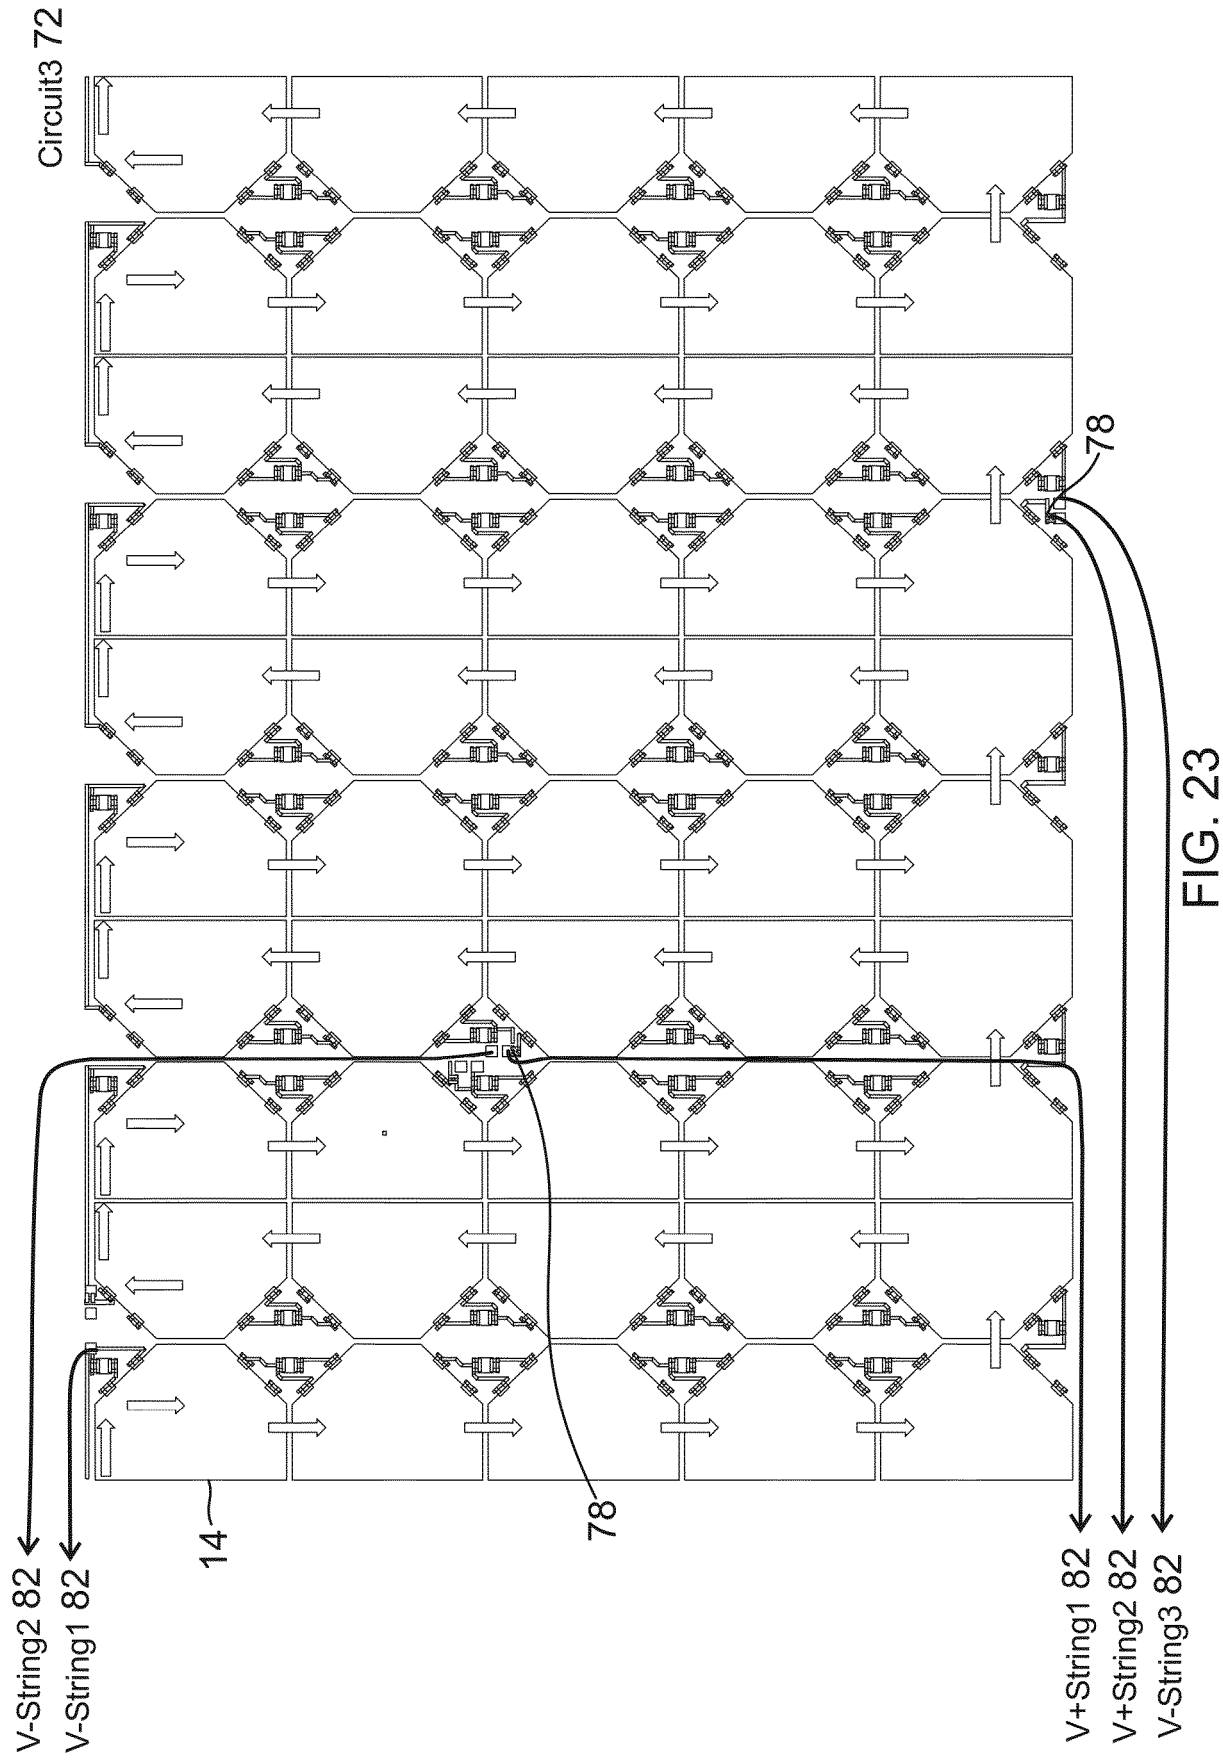 Circuit3 72
78
FIG. 23
14
78
V-String2 82
V-String1 82
V+String1 82
V+String2 82
V-String3 82